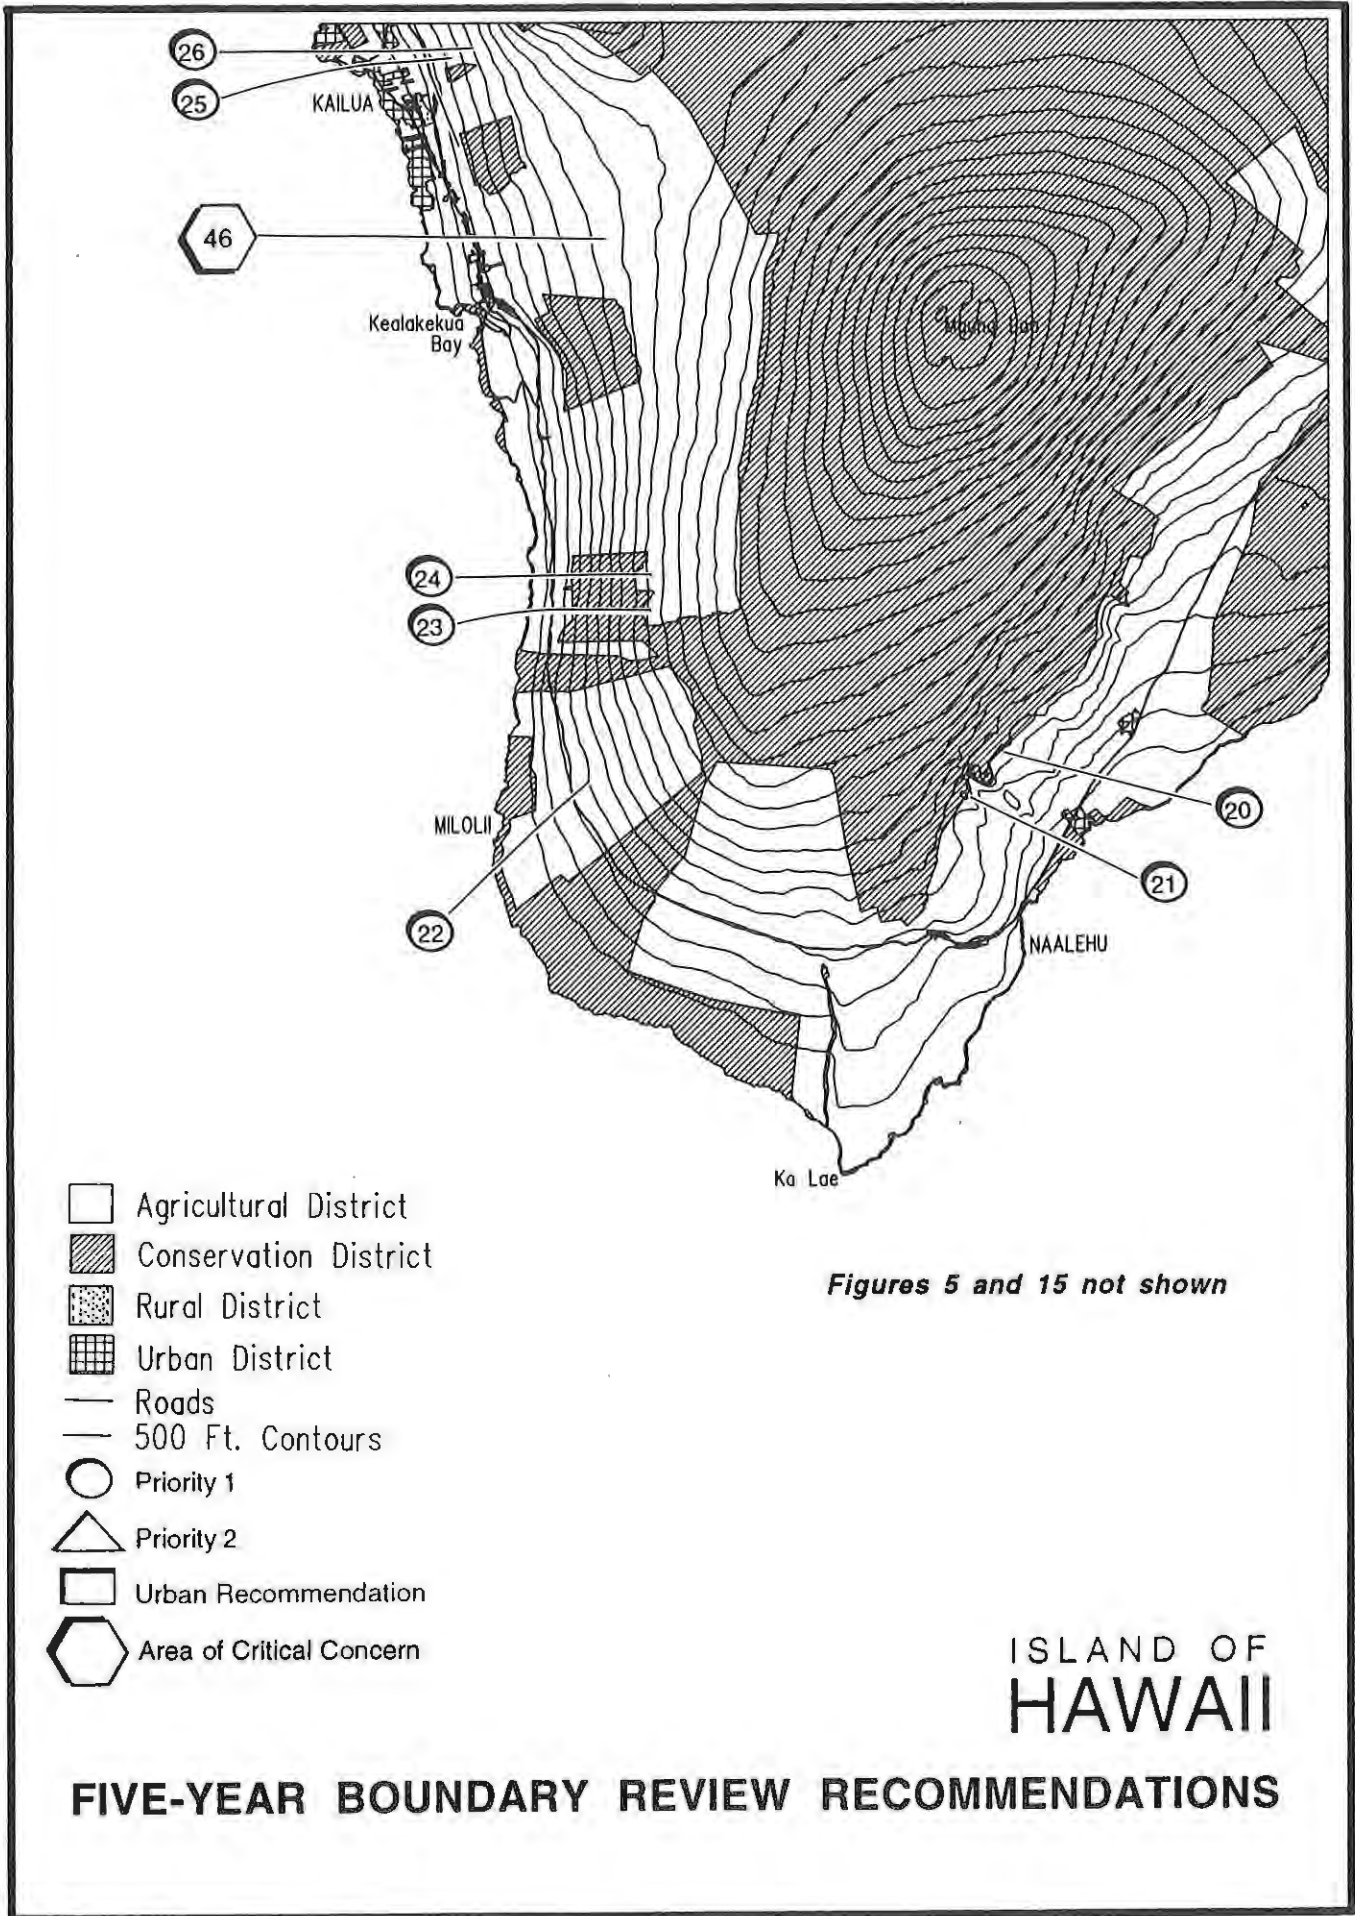 26
25
KAILUA
46
Kealakekua
Bay
Mauna Loa
24
23
MILOLII
22
20
21
NAALEHU
Ka Lae
Agricultural District
Conservation District
Rural District
Urban District
Roads
500 Ft. Contours
Priority 1
Priority 2
Urban Recommendation
Area of Critical Concern
Figures 5 and 15 not shown
ISLAND OF
HAWAII
FIVE-YEAR BOUNDARY REVIEW RECOMMENDATIONS